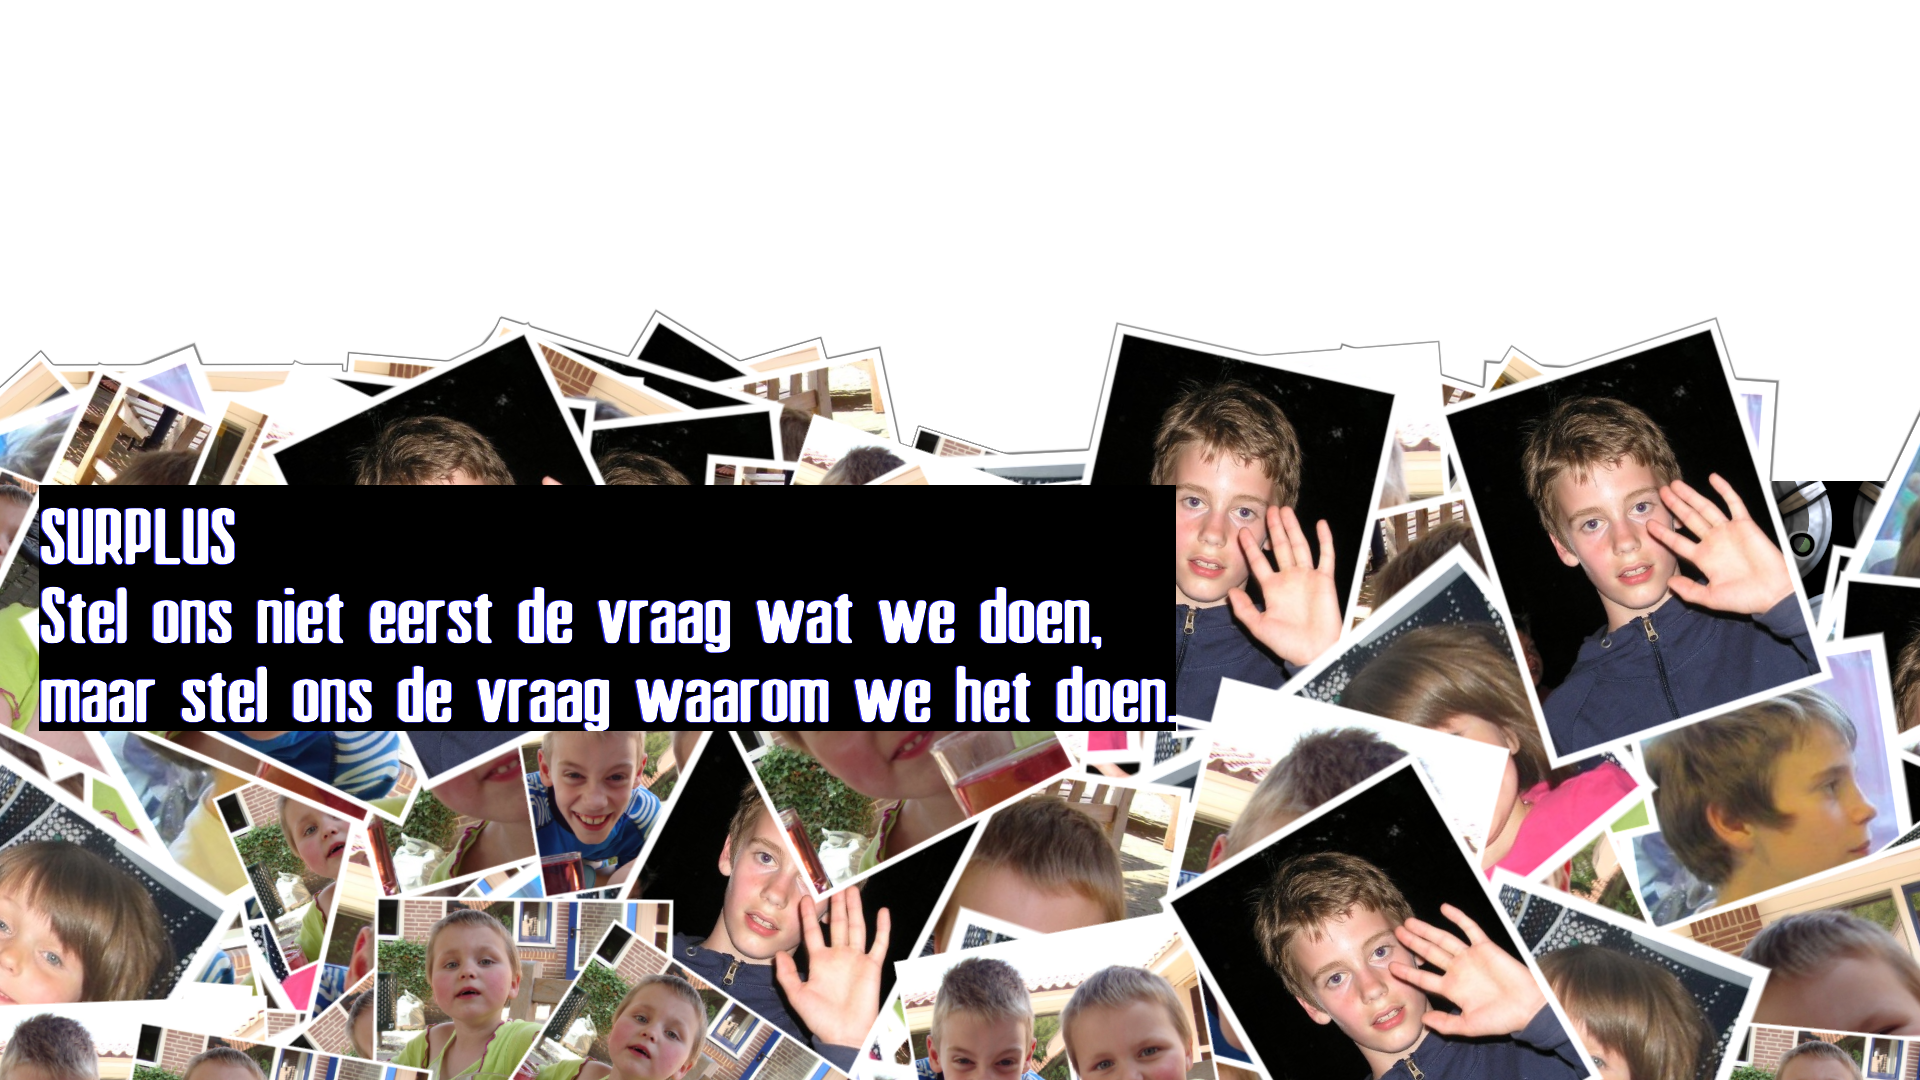 SURPLUS
Stel ons niet eerst de vraag wat we doen,
maar stel ons de vraag waarom we het doen.